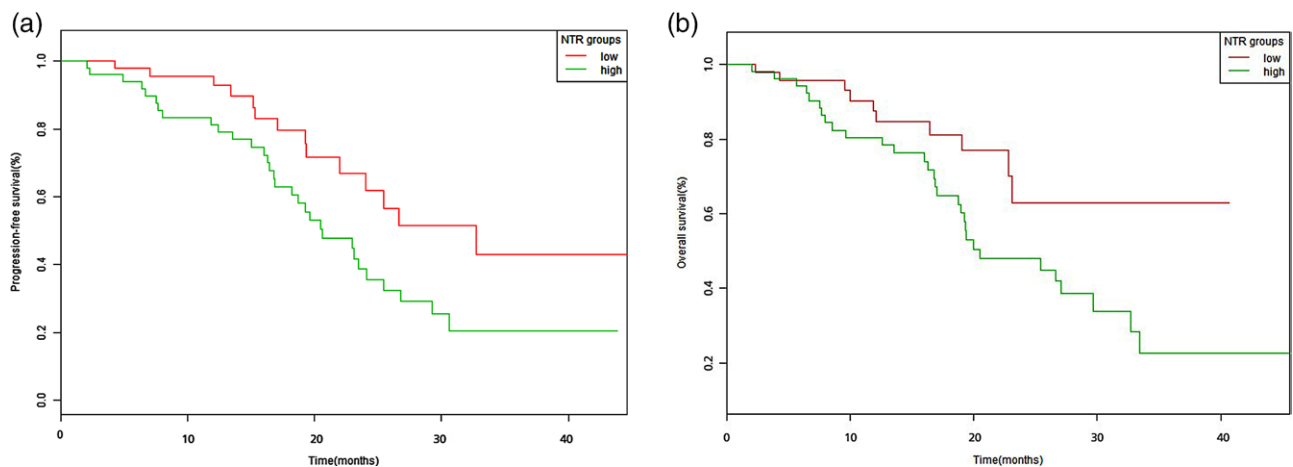 (a)
NTR groups
low
high
Progression-free survival(%)
1.0
0.8
0.6
0.4
0.2
0.0
0 10 20 30 40
Time(months)
(b)
NTR groups
low
high
Overall survival(%)
1.0
0.8
0.6
0.4
0.2
0 10 20 30 40
Time(months)